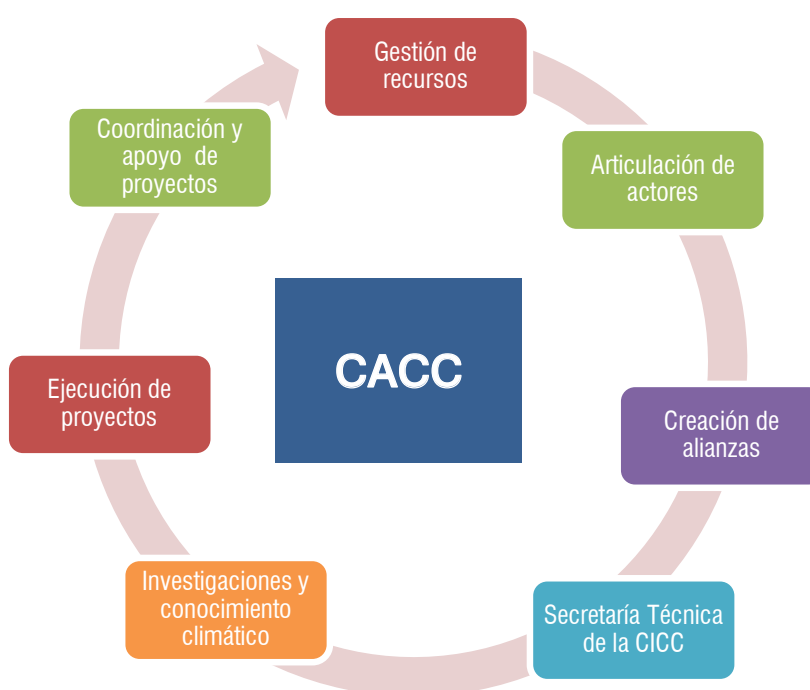 Gestión de
recursos
Articulación de
actores
Creación de
alianzas
Secretaría Técnica
de la CICC
Investigaciones y
conocimiento
climático
Ejecución de
proyectos
Coordinación y
apoyo de
proyectos
CACC